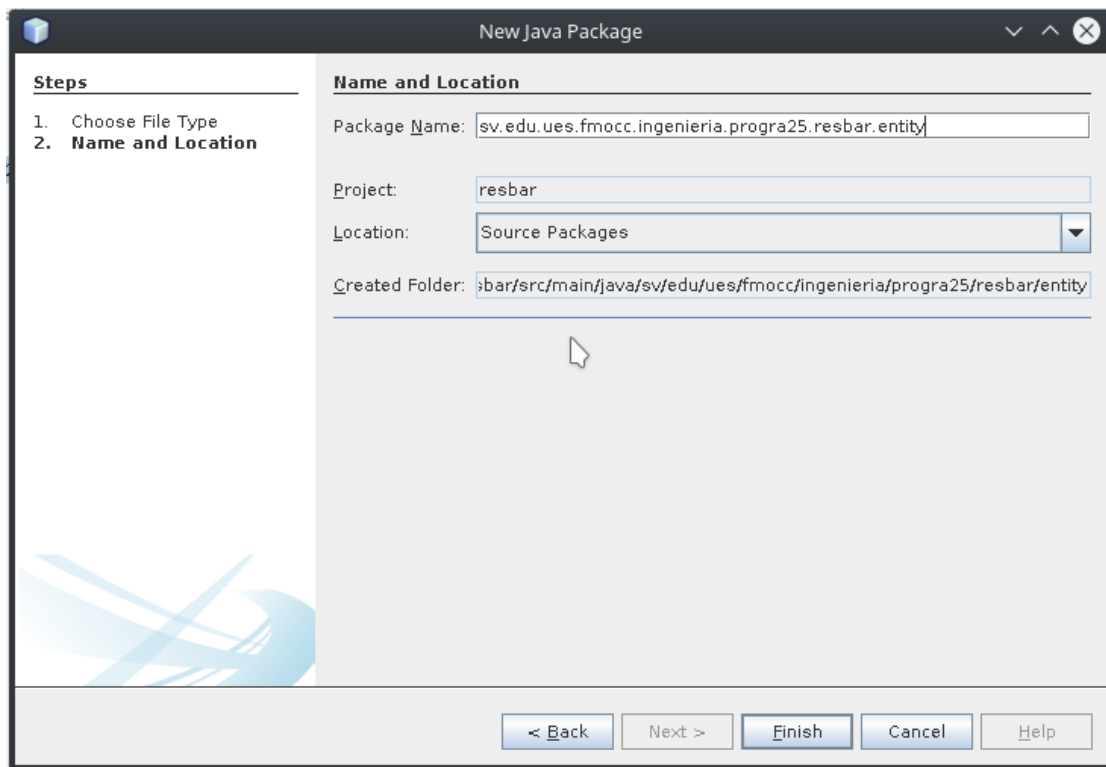 New Java Package
Steps
1. Choose File Type
2. Name and Location
Name and Location
Package Name: sv.edu.ues.fmocc.ingenieria.progra25.resbar.entity
Project: resbar
Location: Source Packages
Created Folder: sbar/src/main/java/sv/edu/ues/fmocc/ingenieria/progra25/resbar/entity
< Back Next > Finish Cancel Help